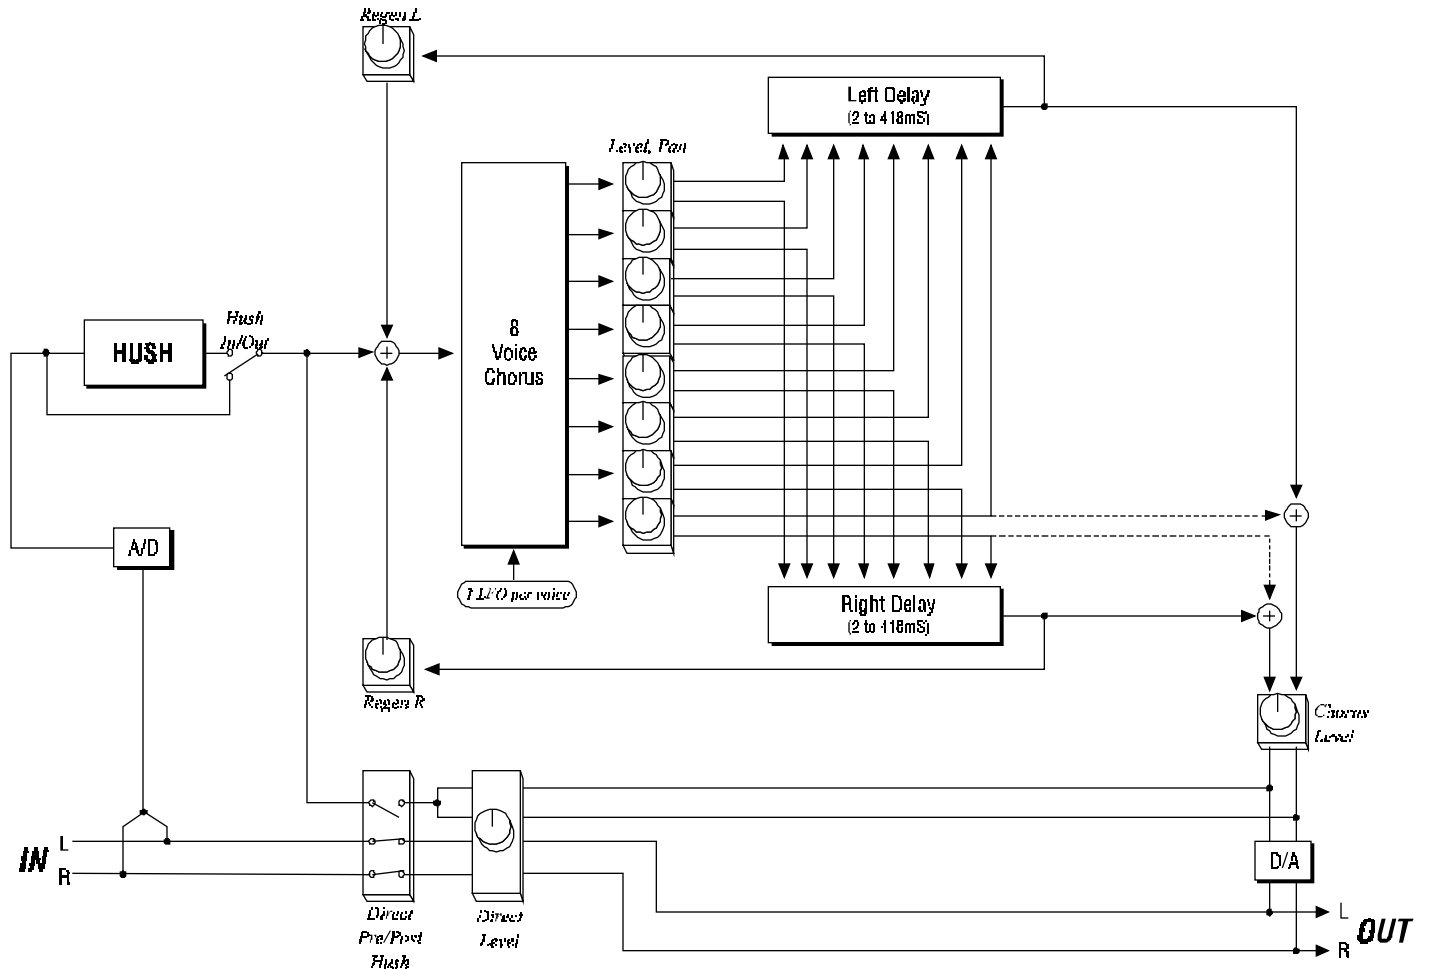 Regen L
Left Delay
(2 to 418mS)
Level, Pan
Hush
In/Out
HUSH
8
Voice
Chorus
+
+
A/D
1 LFO per voice
Right Delay
(2 to 418mS)
+
Regen R
Chorus
Level
IN
L
R
D/A
Direct
Pre/Post
Hush
Direct
Level
L
R
OUT